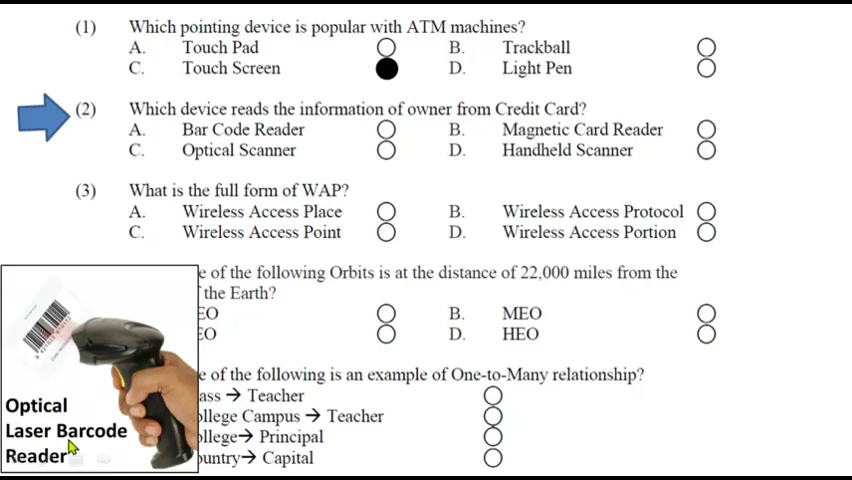 (1) Which pointing device is popular with ATM machines?
A. Touch Pad B. Trackball
C. Touch Screen D. Light Pen
(2) Which device reads the information of owner from Credit Card?
A. Bar Code Reader B. Magnetic Card Reader
C. Optical Scanner D. Handheld Scanner
(3) What is the full form of WAP?
A. Wireless Access Place B. Wireless Access Protocol
C. Wireless Access Point D. Wireless Access Portion
e of the following Orbits is at the distance of 22,000 miles from the
the Earth?
EO B. MEO
EO D. HEO
e of the following is an example of One-to-Many relationship?
ass → Teacher
ollege Campus → Teacher
ollege→ Principal
ountry→ Capital
Optical
Laser Barcode
Reader